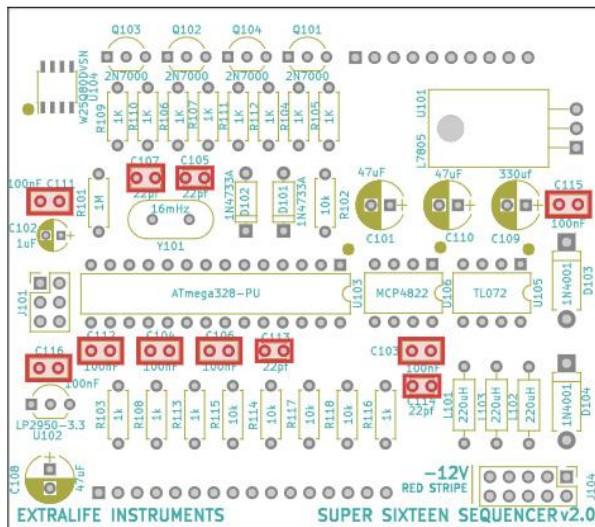 Q103 Q102 Q104 Q101
2N7000 2N7000 2N7000 2N7000
W25Q80DVSN
U104
R109 1K R110 1K R106 1K R107 1K R111 1K R112 1K R104 1K R105 1K
U101
L7805
C107 C105
22pf 22pf
100nF C111
R101 1M
C102
1uF
16mHz
Y101
1N4733A D102
D101 1N4733A
10k R102
47uF 47uF 330uf
C101 C110 C109
C115
100nF
1N4001 D103
J101
ATmega328-PU U103
MCP4822 U106
TL072 U105
C112 C104 C106 C113
100nF 100nF 100nF 22pf
C103
100nF
C114
22pf
C116
100nF
LP2950-3.3
U102
R103 1k R108 1k R113 1k R115 10k R114 10k R117 10k R118 10k R116 1k
L101 220uH L103 220uH L102 220uH
1N4001 D104
C108
47uF
-12V
RED STRIPE
J104
EXTRALIFE INSTRUMENTS SUPER SIXTEEN SEQUENCER v2.0